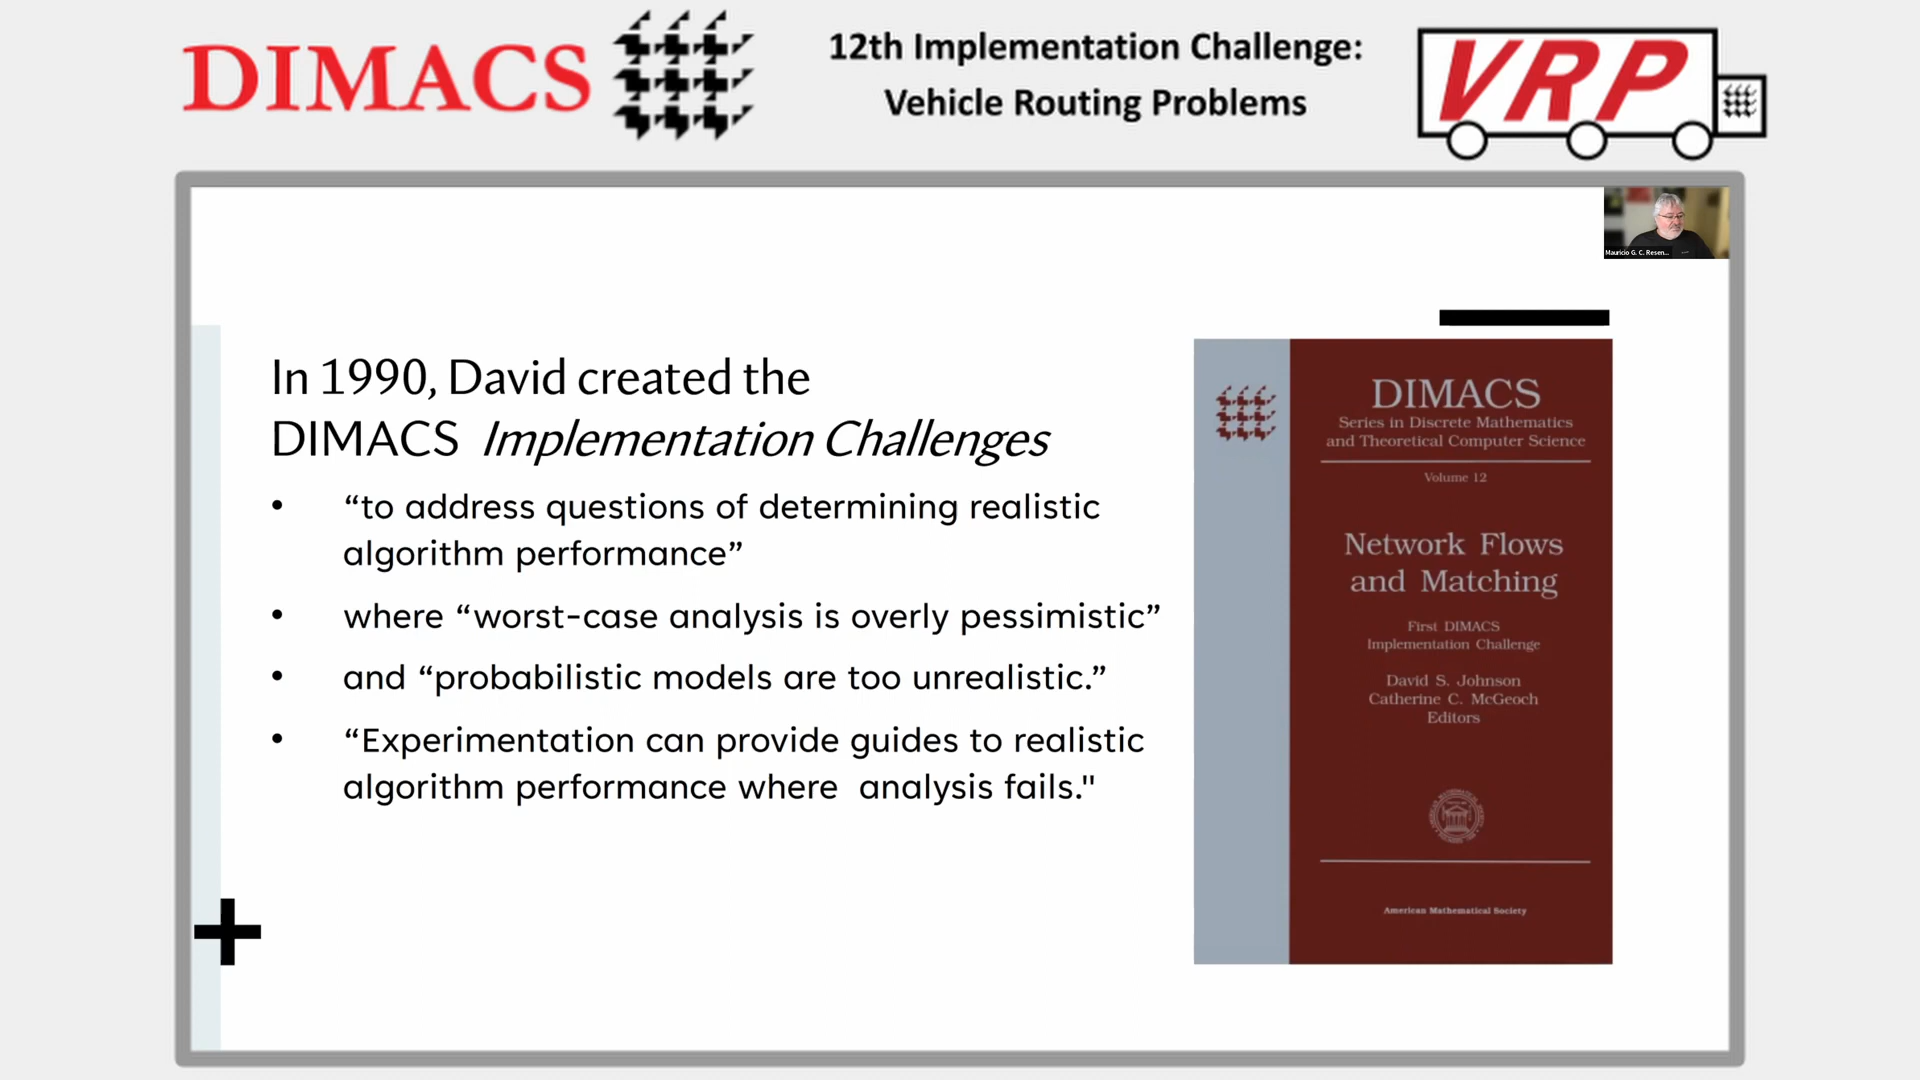 DIMACS
12th Implementation Challenge:
Vehicle Routing Problems
VRP
Mauricio G. C. Resen...
In 1990, David created the
DIMACS Implementation Challenges
• “to address questions of determining realistic
algorithm performance”
• where “worst-case analysis is overly pessimistic”
• and “probabilistic models are too unrealistic.”
• “Experimentation can provide guides to realistic
algorithm performance where analysis fails."
DIMACS
Series in Discrete Mathematics
and Theoretical Computer Science
Volume 12
Network Flows
and Matching
First DIMACS
Implementation Challenge
David S. Johnson
Catherine C. McGeoch
Editors
American Mathematical Society